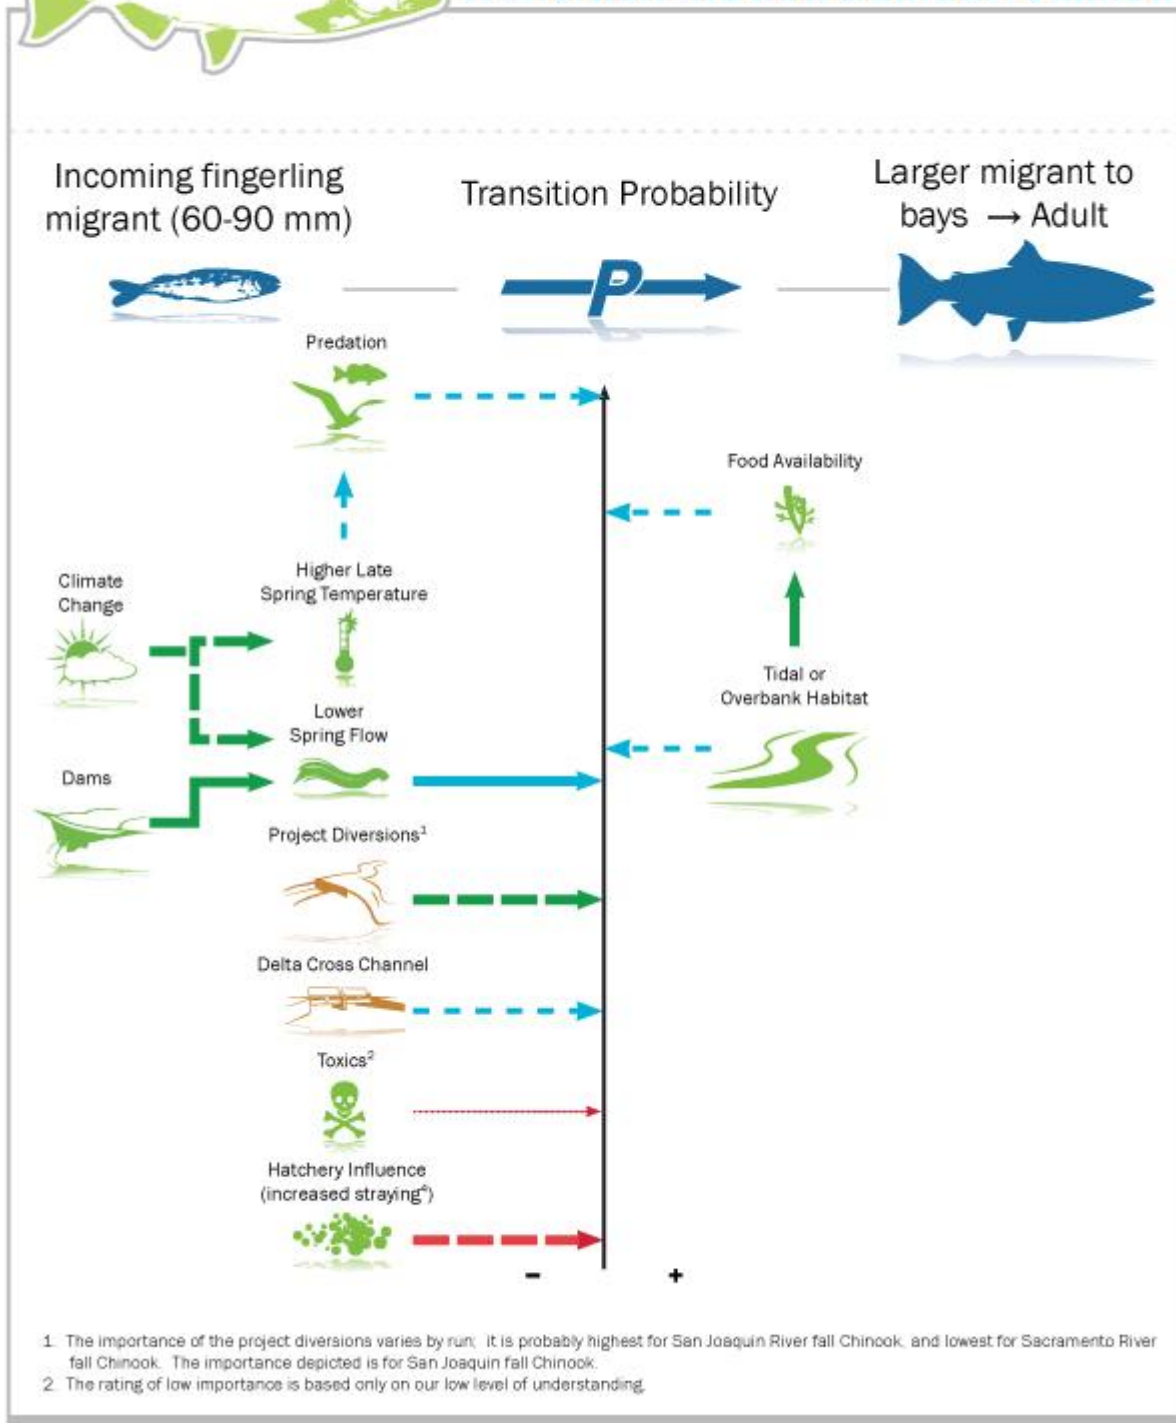 Incoming fingerling
migrant (60-90 mm)
Transition Probability
Larger migrant to
bays → Adult
P
Predation
Food Availability
Higher Late
Spring Temperature
Climate
Change
Tidal or
Overbank Habitat
Lower
Spring Flow
Dams
Project Diversions¹
Delta Cross Channel
Toxics²
Hatchery Influence
(increased straying⁴)
- +
1. The importance of the project diversions varies by run; it is probably highest for San Joaquin River fall Chinook, and lowest for Sacramento River
fall Chinook. The importance depicted is for San Joaquin fall Chinook.
2. The rating of low importance is based only on our low level of understanding.